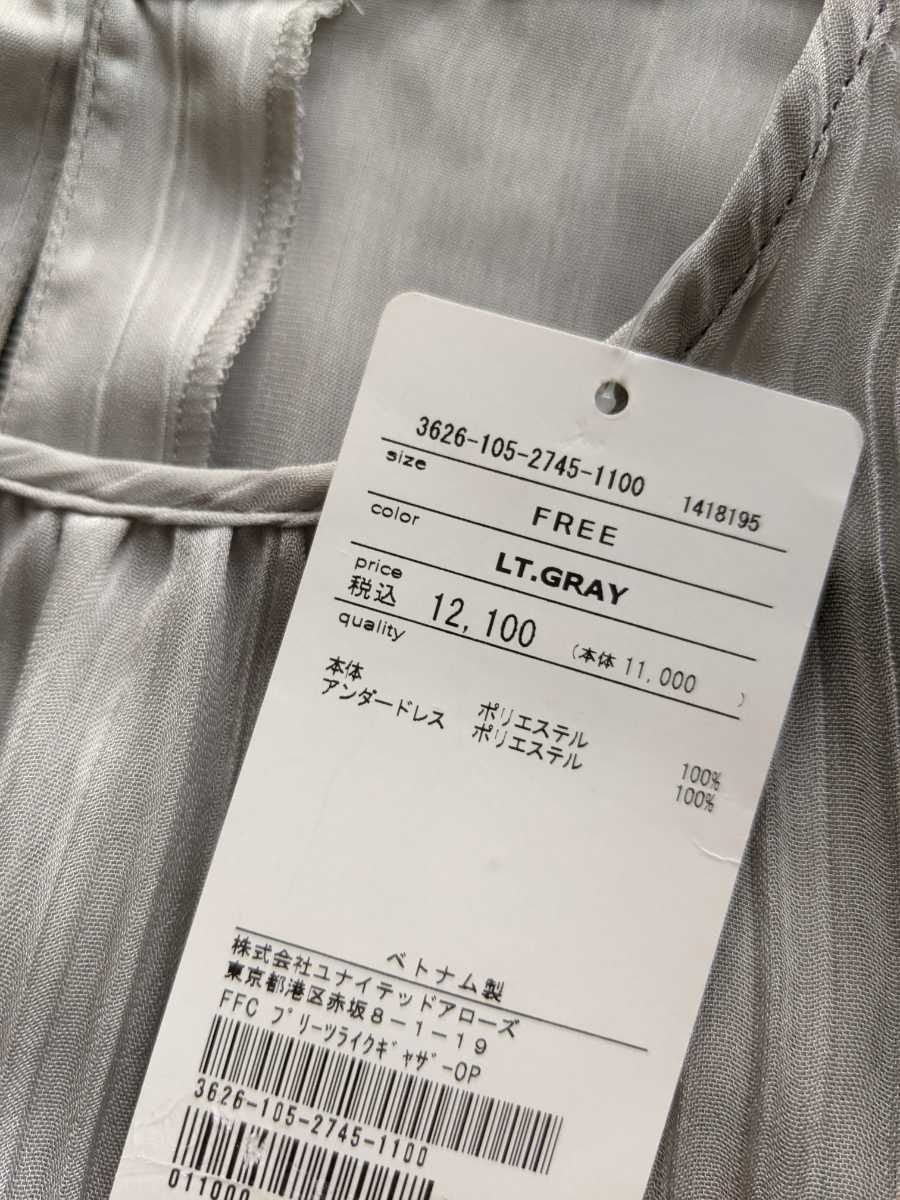 3626-105-2745-1100 1418195
size FREE
color LT.GRAY
price
税込 12,100 (本体 11,000 )
quality
本体 ポリエステル 100%
アンダードレス ポリエステル 100%
ベトナム製
株式会社ユナイテッドアローズ
東京都港区赤坂8-1-19
FFC プリーツライクギャザーOP
3626-105-2745-1100
011000